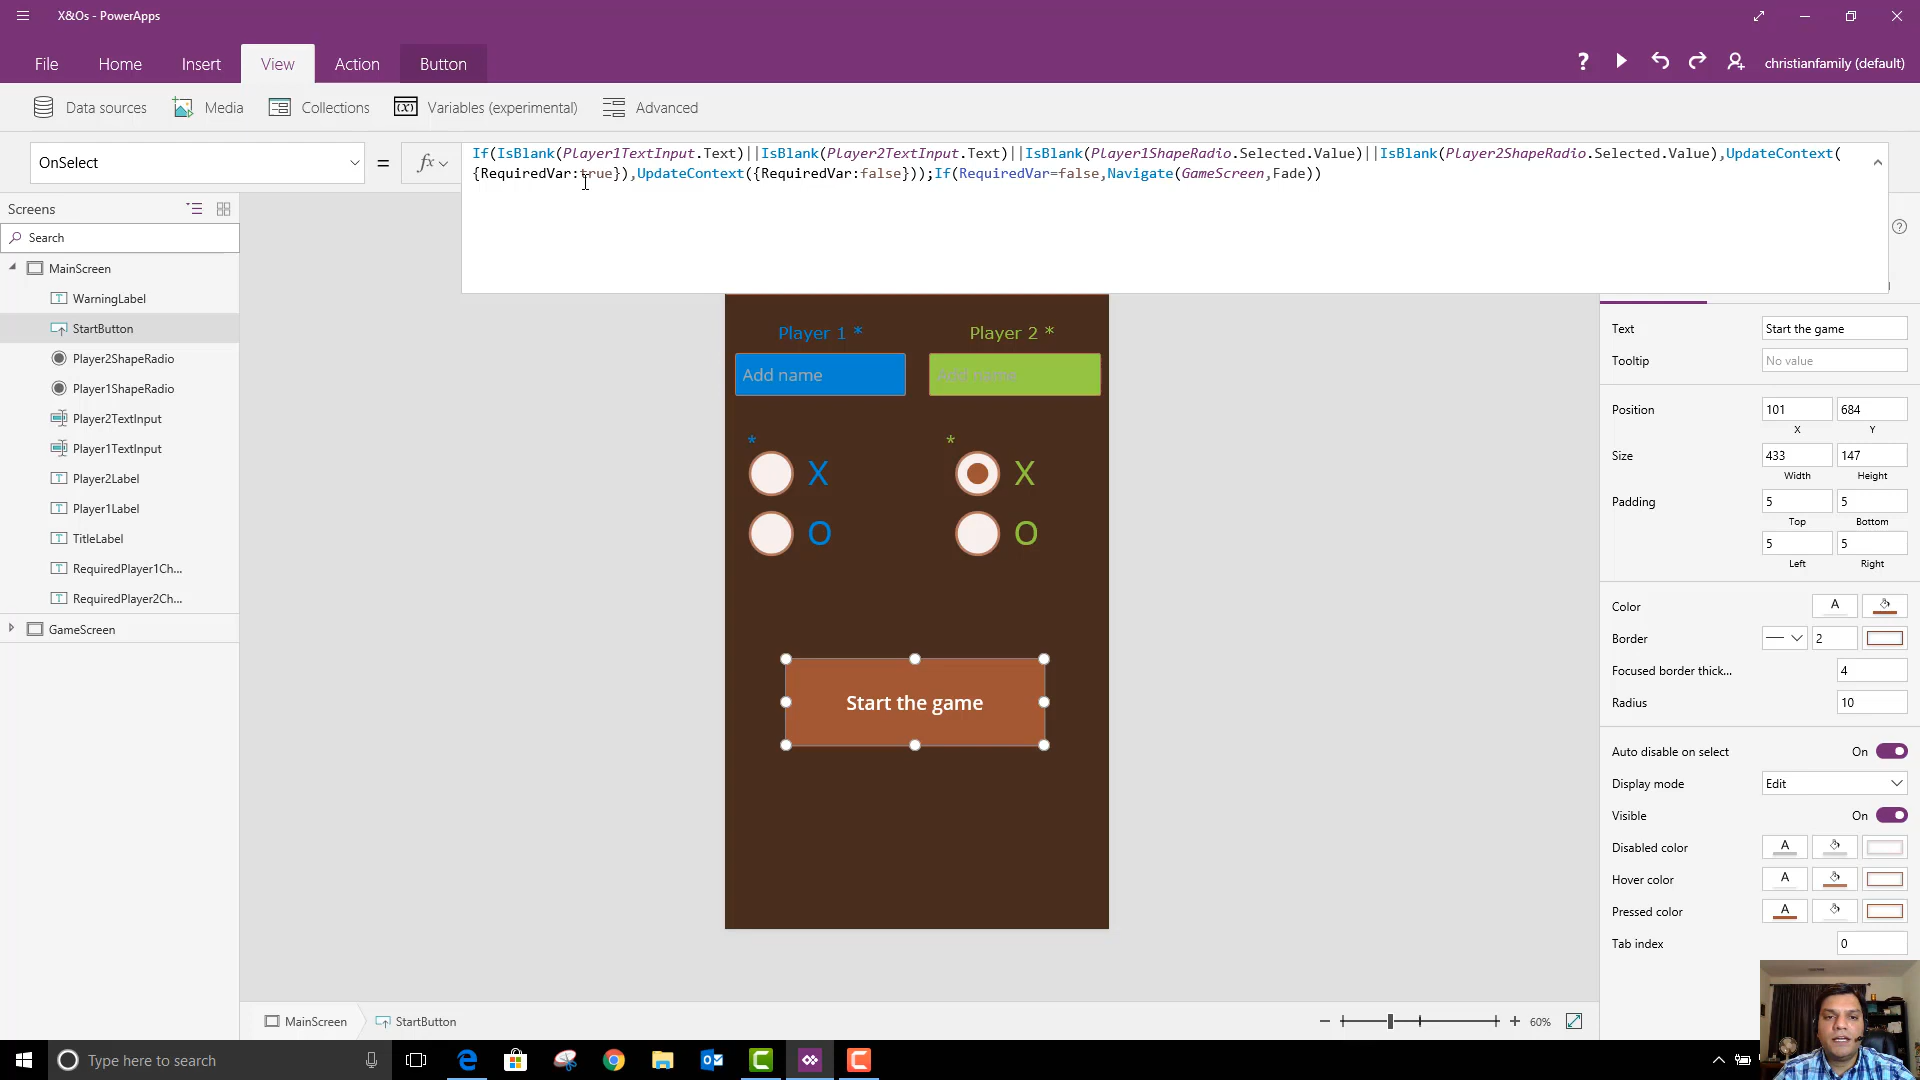 X&Os - PowerApps
File Home Insert View Action Button
? christianfamily (default)
Data sources Media Collections (x) Variables (experimental) Advanced
OnSelect = fx
If(IsBlank(Player1TextInput.Text)||IsBlank(Player2TextInput.Text)||IsBlank(Player1ShapeRadio.Selected.Value)||IsBlank(Player2ShapeRadio.Selected.Value),UpdateContext(
{RequiredVar:true}),UpdateContext({RequiredVar:false}));If(RequiredVar=false,Navigate(GameScreen,Fade))
Screens
Search
MainScreen
WarningLabel
StartButton
Player2ShapeRadio
Player1ShapeRadio
Player2TextInput
Player1TextInput
Player2Label
Player1Label
TitleLabel
RequiredPlayer1Ch...
RequiredPlayer2Ch...
GameScreen
Player 1 * Player 2 *
Add name Add name
* *
X X
O O
Start the game
?
Text Start the game
Tooltip No value
Position 101 684
X Y
Size 433 147
Width Height
Padding 5 5
Top Bottom
5 5
Left Right
Color A
Border 2
Focused border thick... 4
Radius 10
Auto disable on select On
Display mode Edit
Visible On
Disabled color A
Hover color A
Pressed color A
Tab index 0
MainScreen StartButton
60%
Type here to search